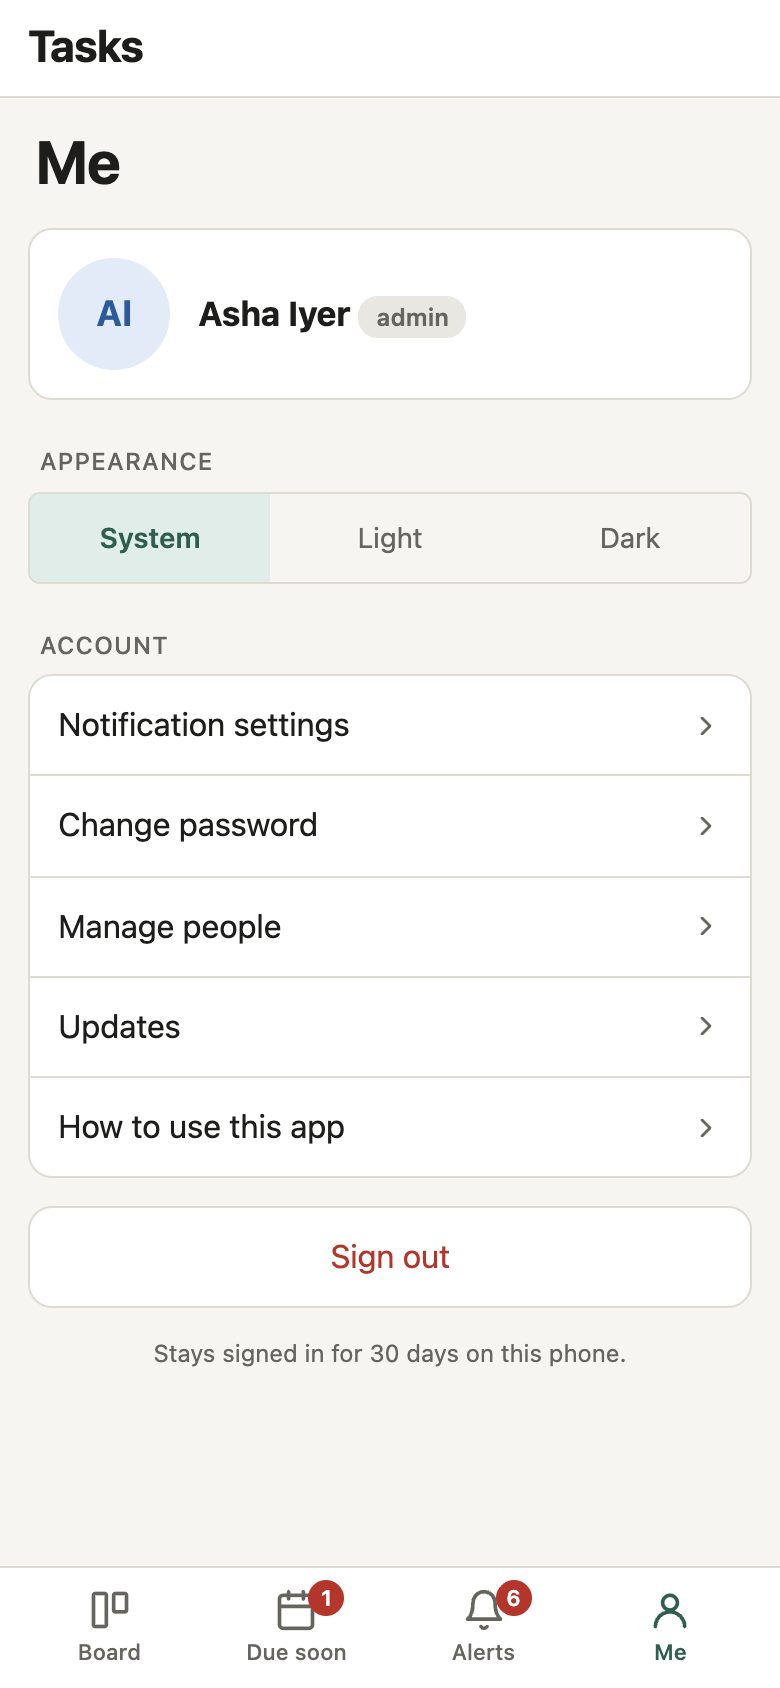 Tasks
Me
AI
Asha Iyer admin
APPEARANCE
System Light Dark
ACCOUNT
Notification settings
Change password
Manage people
Updates
How to use this app
Sign out
Stays signed in for 30 days on this phone.
1 6
Board Due soon Alerts Me